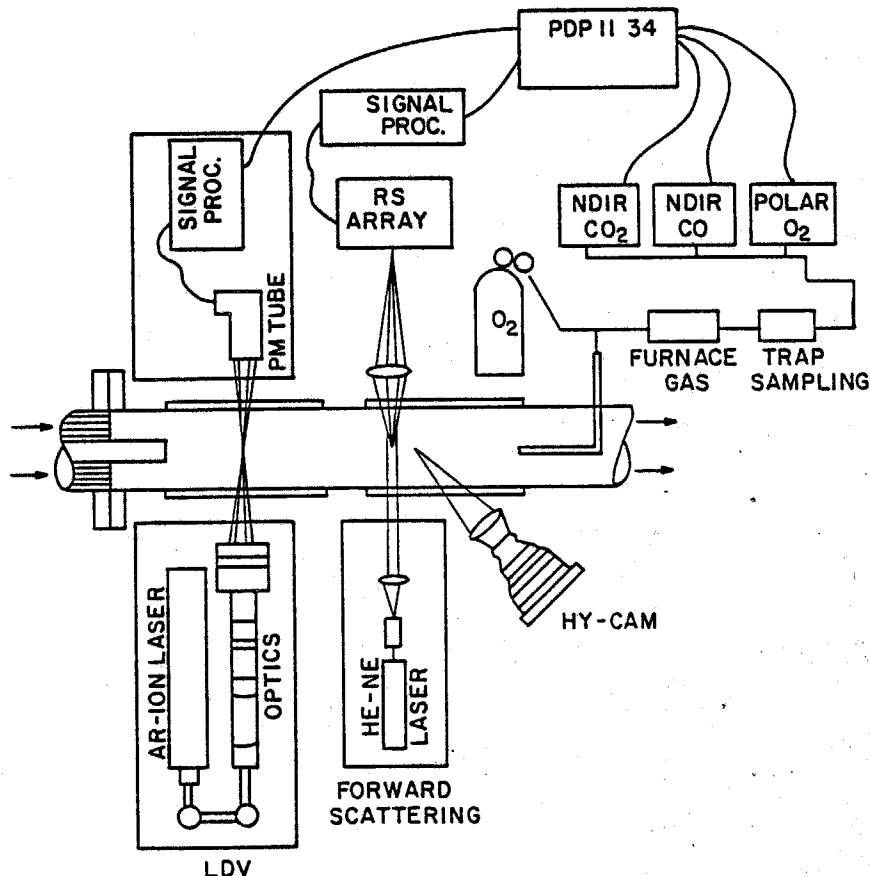 PDP 11 34
SIGNAL
PROC.
SIGNAL
PROC.
RS
ARRAY
NDIR
CO2
NDIR
CO
POLAR
O2
PM TUBE
O2
FURNACE
GAS
TRAP
SAMPLING
AR-ION LASER
OPTICS
HE-NE
LASER
HY-CAM
FORWARD
SCATTERING
LDV